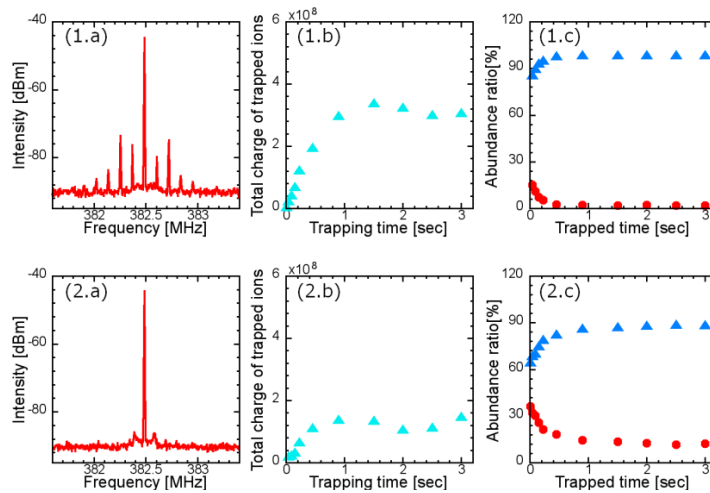 (1.a)
Intensity [dBm]
-40
-60
-80
382
382.5
383
Frequency [MHz]
(1.b)
×10⁸
Total charge of trapped ions
6
4
2
0
0
1
2
3
Trapping time [sec]
(1.c)
Abundance ratio[%]
120
90
60
30
0
0
1
2
3
Trapped time [sec]
(2.a)
Intensity [dBm]
-40
-60
-80
382
382.5
383
Frequency [MHz]
(2.b)
×10⁸
Total charge of trapped ions
6
4
2
0
0
1
2
3
Trapping time [sec]
(2.c)
Abundance ratio[%]
120
90
60
30
0
0
1
2
3
Trapped time [sec]